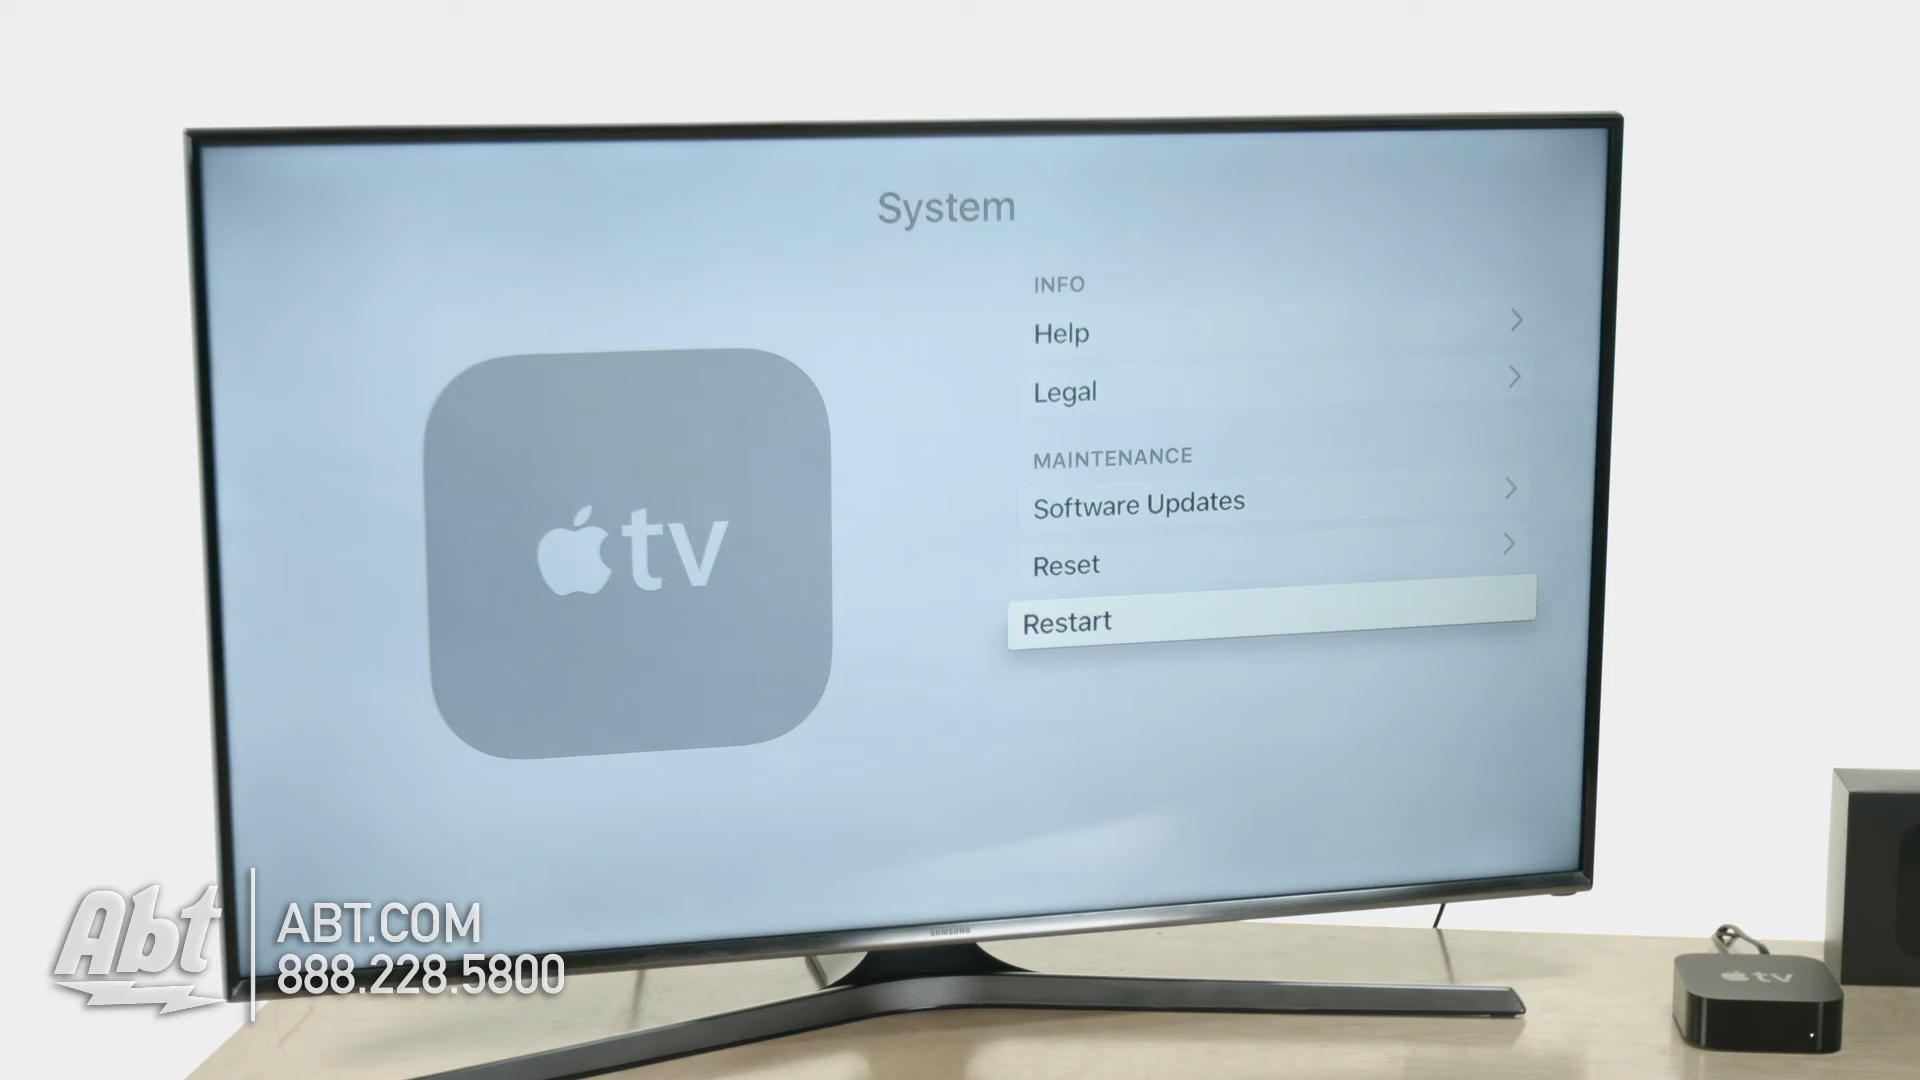 System
INFO
Help
Legal
MAINTENANCE
Software Updates
Reset
Restart
tv
SAMSUNG
tv
Abt
ABT.COM
888.228.5800